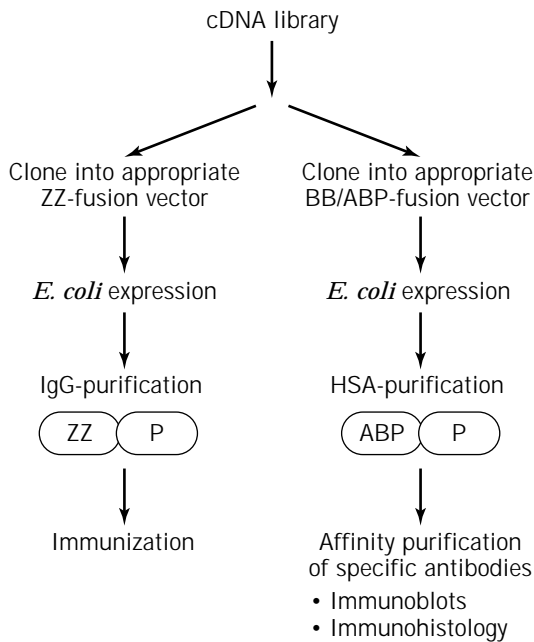 cDNA library
Clone into appropriate
ZZ-fusion vector
E. coli expression
IgG-purification
ZZ P
Immunization
Clone into appropriate
BB/ABP-fusion vector
E. coli expression
HSA-purification
ABP P
Affinity purification
of specific antibodies
• Immunoblots
• Immunohistology